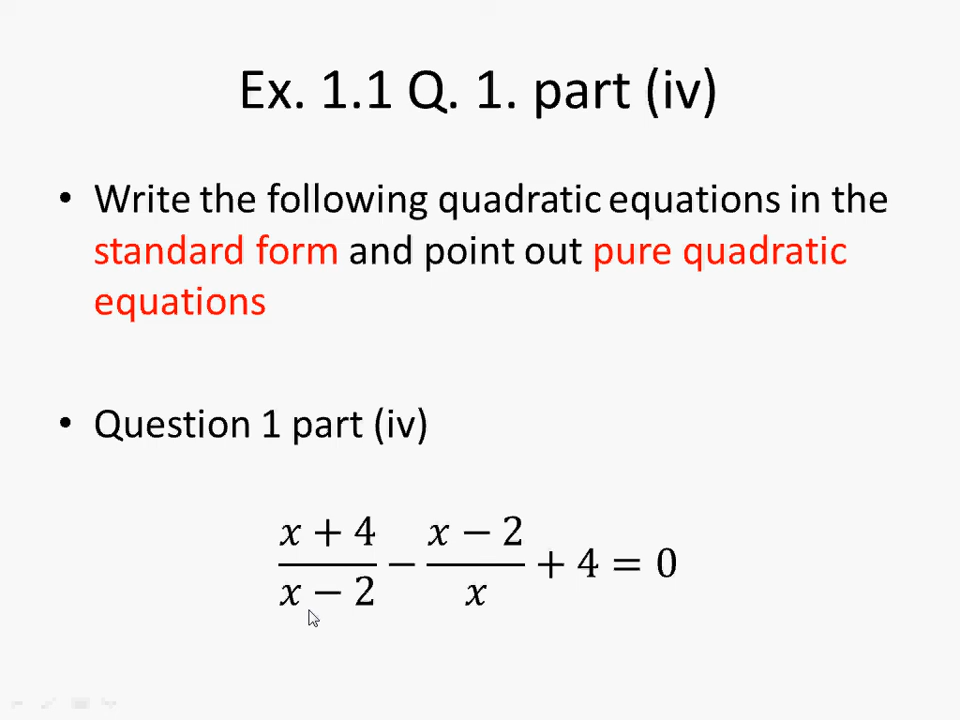 Ex. 1.1 Q. 1. part (iv)
• Write the following quadratic equations in the
standard form and point out pure quadratic
equations
• Question 1 part (iv)
x + 4 / x − 2 − x − 2 / x + 4 = 0